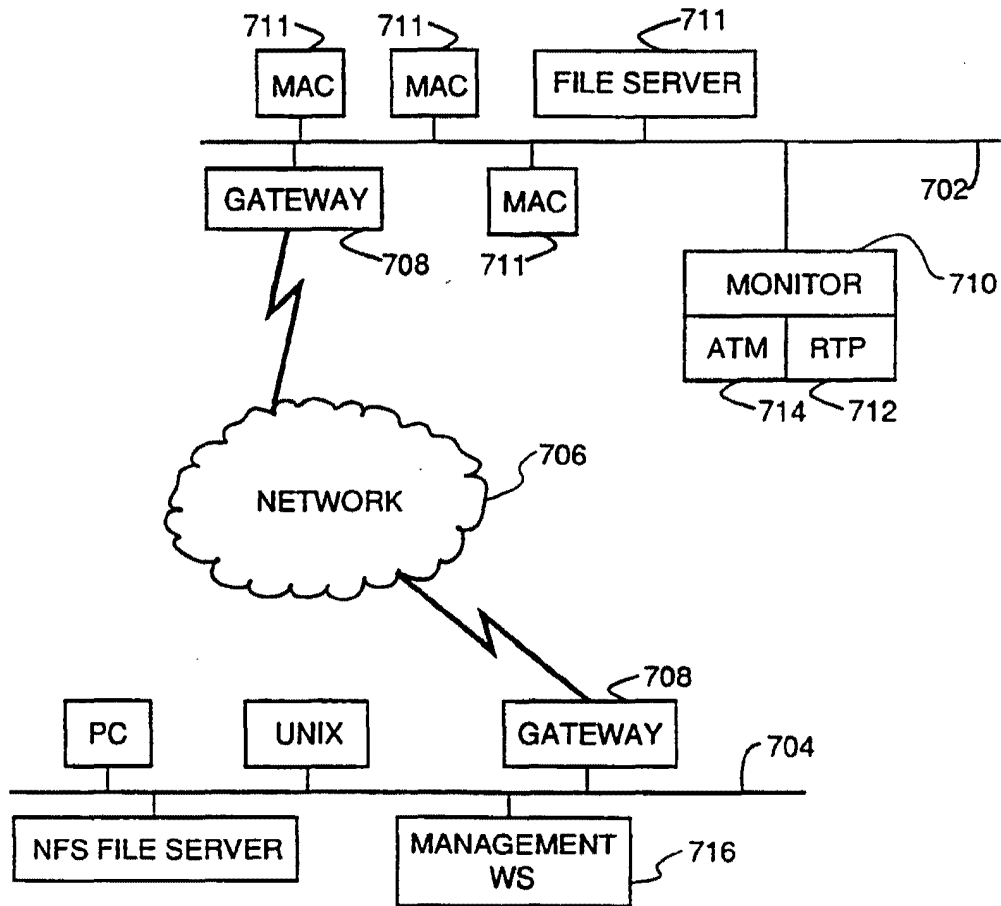 711
711
711
MAC
MAC
FILE SERVER
GATEWAY
MAC
702
708
711
710
MONITOR
ATM
RTP
714
712
706
NETWORK
708
PC
UNIX
GATEWAY
704
NFS FILE SERVER
MANAGEMENT
WS
716